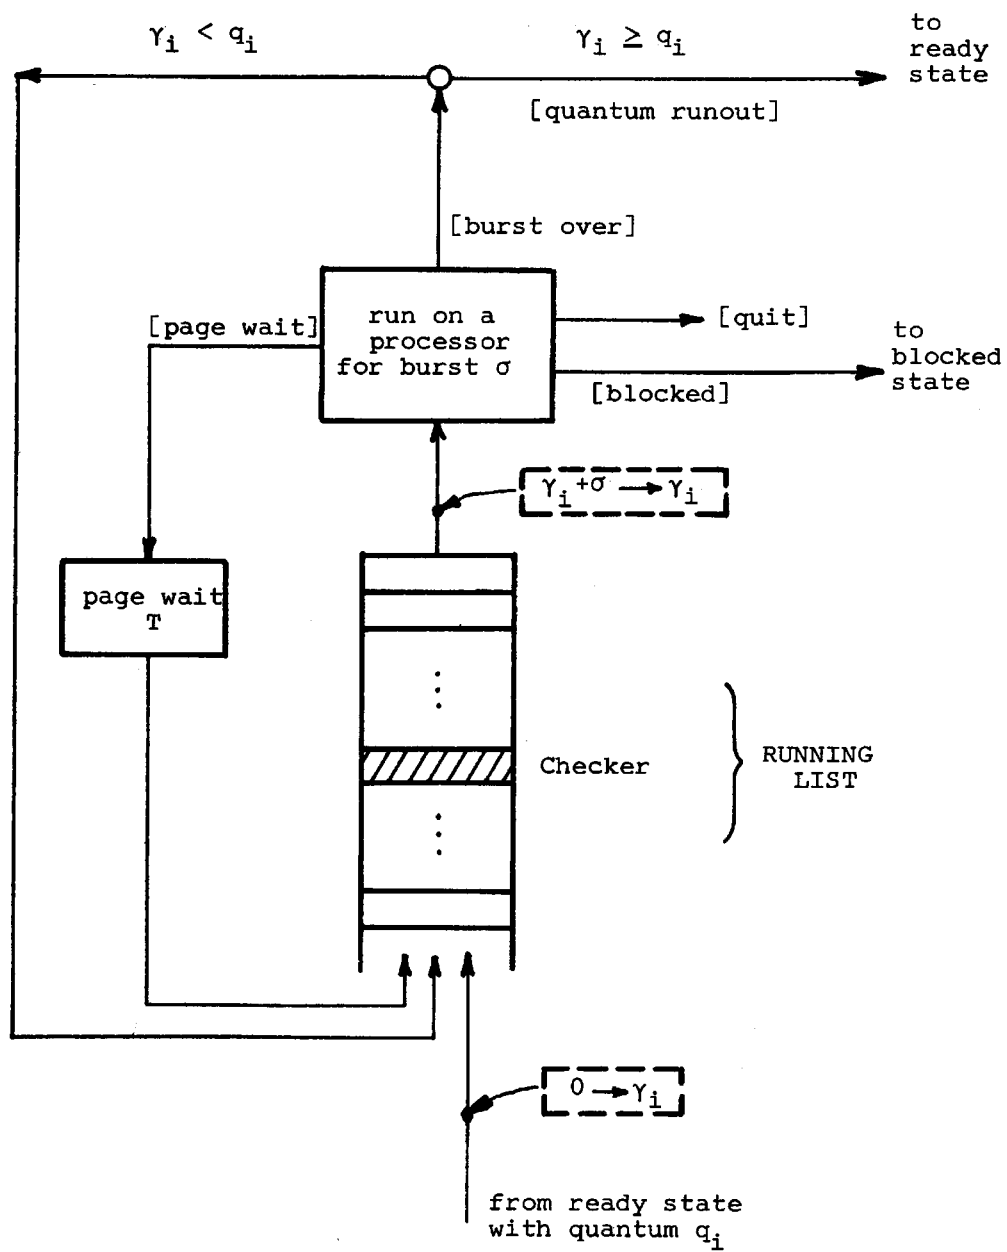 γi < qi
γi ≥ qi
to
ready
state
[quantum runout]
[burst over]
run on a
processor
for burst σ
[page wait]
[quit]
to
blocked
state
[blocked]
γi+σ → γi
page wait
T
Checker
RUNNING
LIST
0 → γi
from ready state
with quantum qi